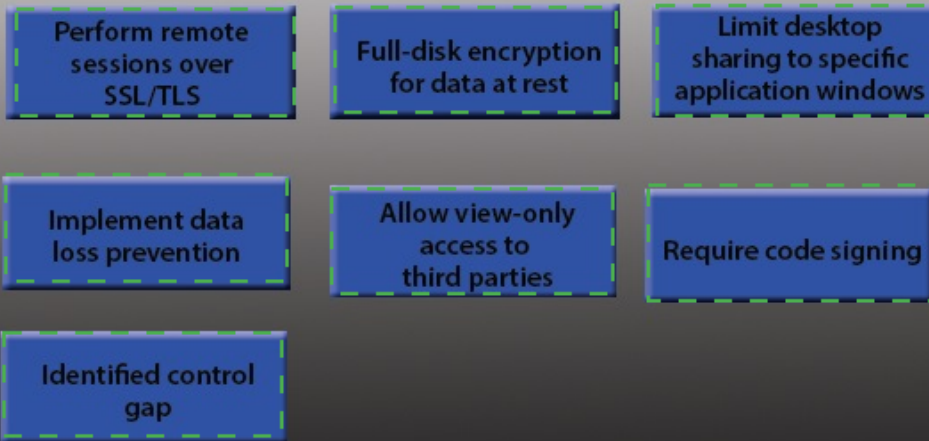 Perform remote
sessions over
SSL/TLS
Full-disk encryption
for data at rest
Limit desktop
sharing to specific
application windows
Implement data
loss prevention
Allow view-only
access to
third parties
Require code signing
Identified control
gap